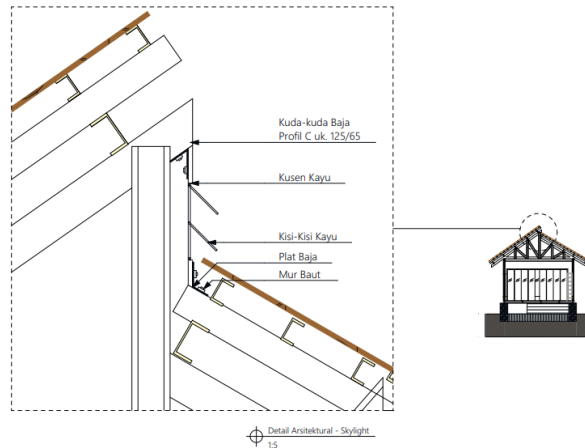 Kuda-kuda Baja
Profil C uk. 125/65
Kusen Kayu
Kisi-Kisi Kayu
Plat Baja
Mur Baut
Detail Arsitektural - Skylight
1:5